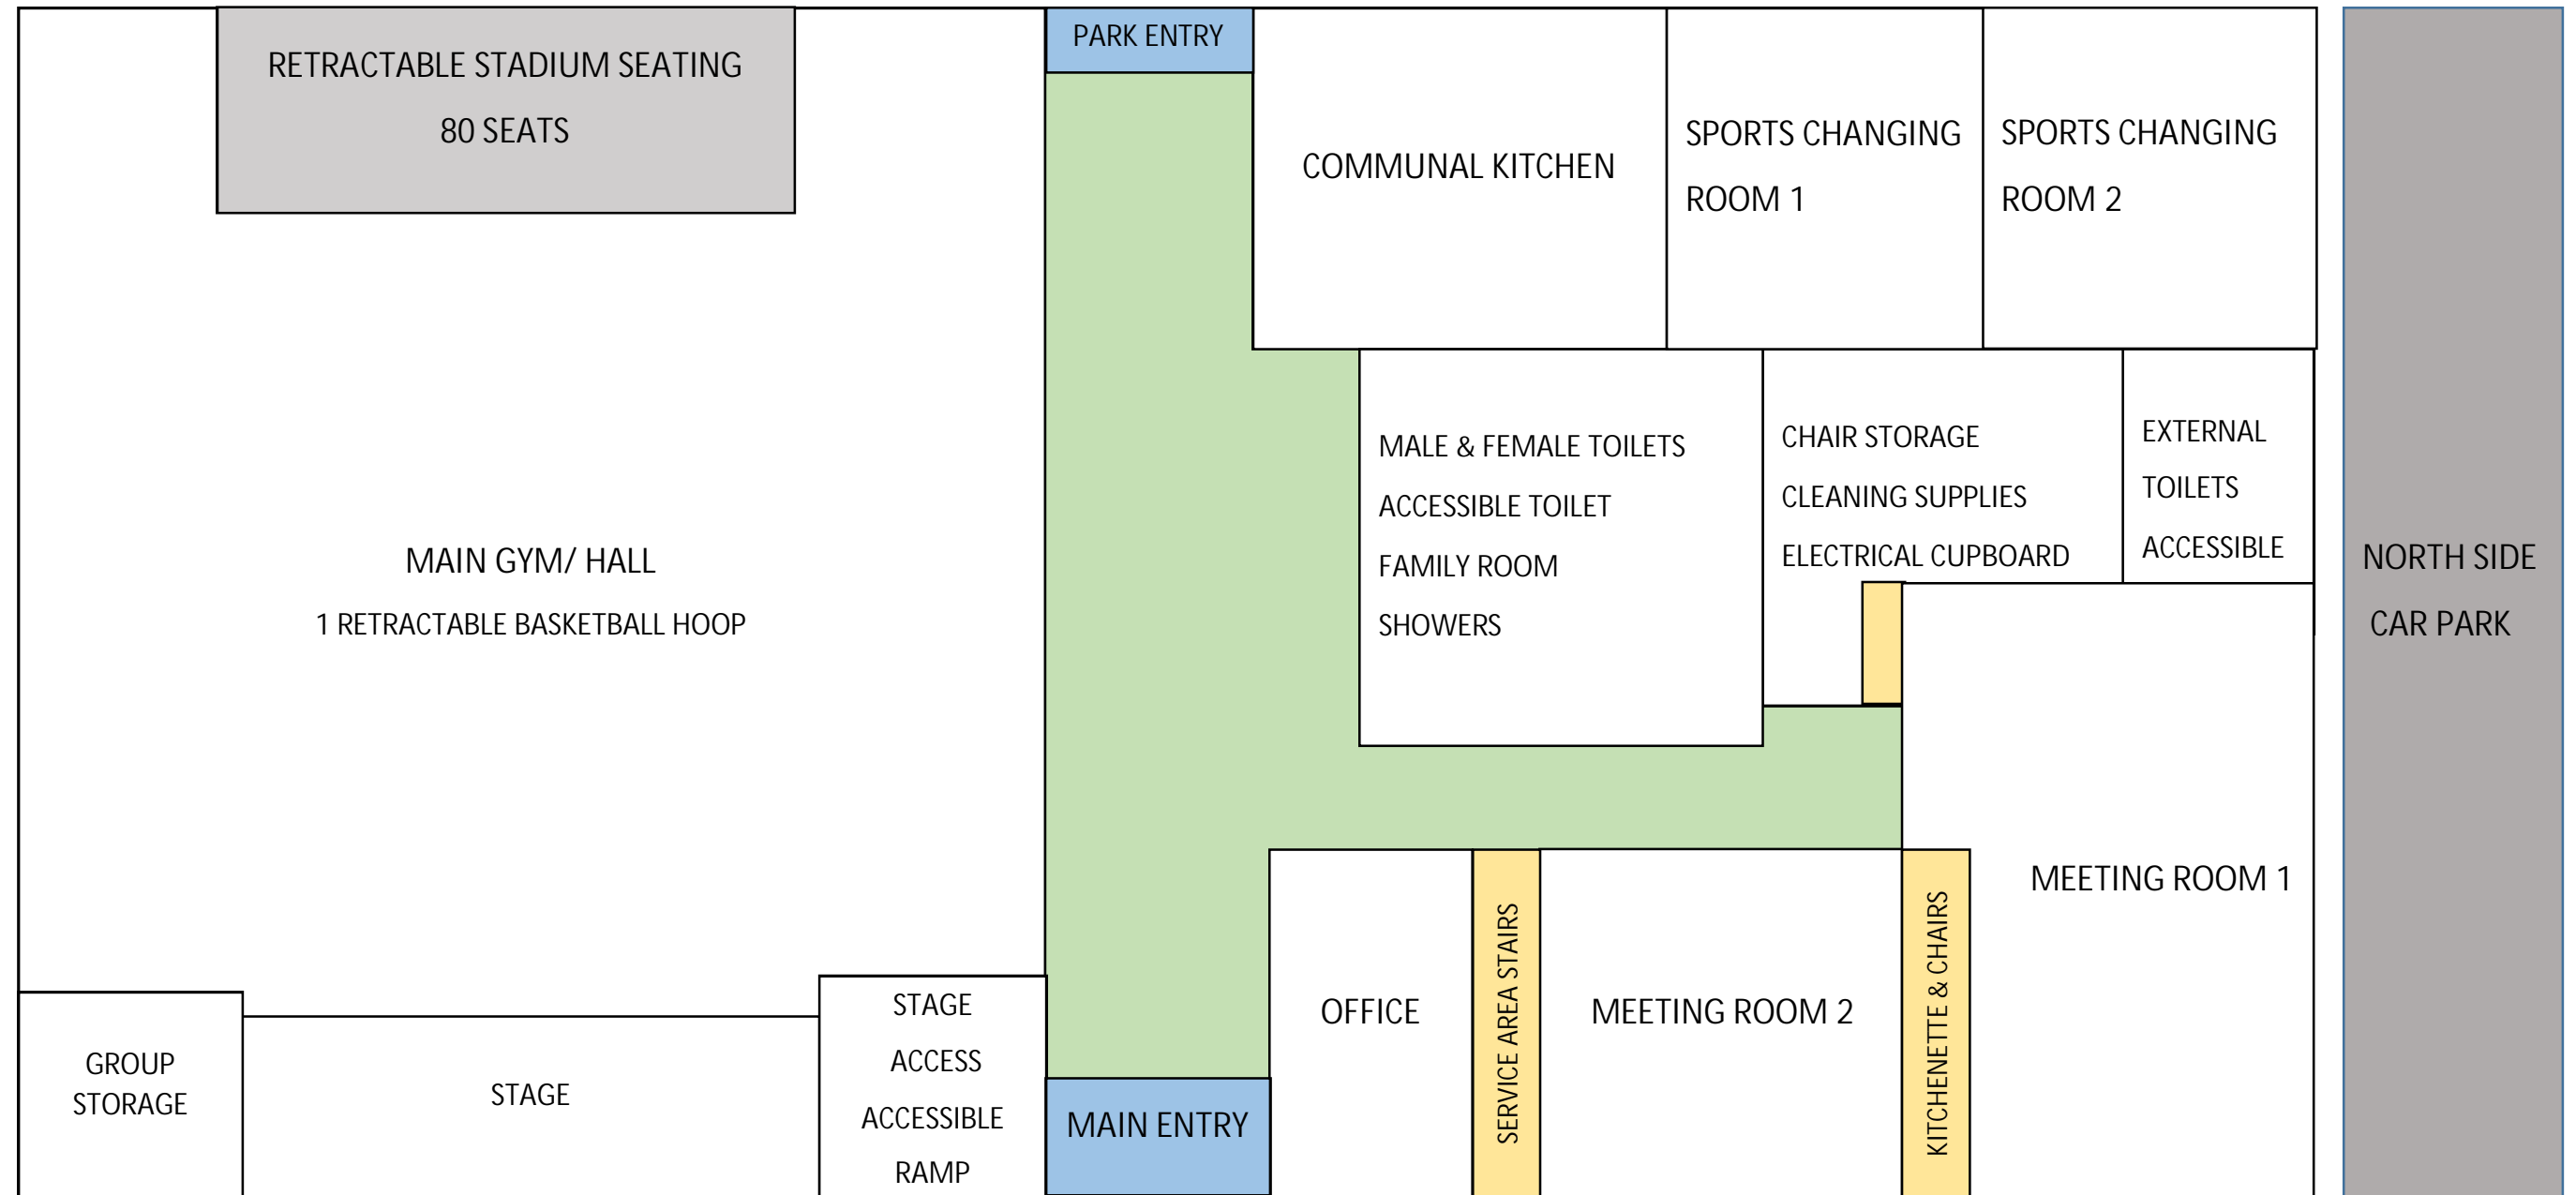 RETRACTABLE STADIUM SEATING
80 SEATS
PARK ENTRY
COMMUNAL KITCHEN
SPORTS CHANGING
ROOM 1
SPORTS CHANGING
ROOM 2
MAIN GYM/ HALL
1 RETRACTABLE BASKETBALL HOOP
MALE & FEMALE TOILETS
ACCESSIBLE TOILET
FAMILY ROOM
SHOWERS
CHAIR STORAGE
CLEANING SUPPLIES
ELECTRICAL CUPBOARD
EXTERNAL
TOILETS
ACCESSIBLE
NORTH SIDE
CAR PARK
GROUP
STORAGE
STAGE
STAGE
ACCESS
ACCESSIBLE
RAMP
MAIN ENTRY
OFFICE
SERVICE AREA STAIRS
MEETING ROOM 2
KITCHENETTE & CHAIRS
MEETING ROOM 1